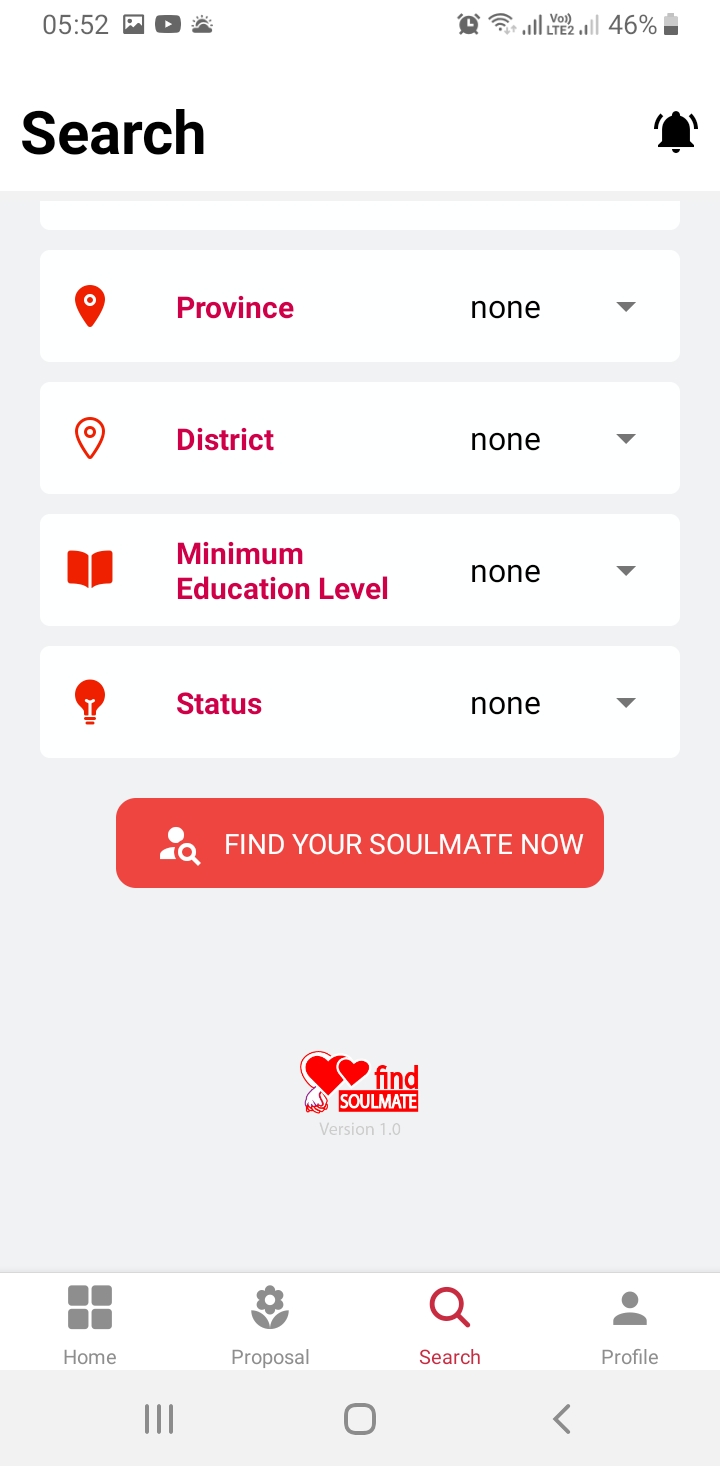 05:52
Vo)) LTE2
46%
Search
Province none
District none
Minimum
Education Level
none
Status none
FIND YOUR SOULMATE NOW
find
SOULMATE
Version 1.0
Home Proposal Search Profile